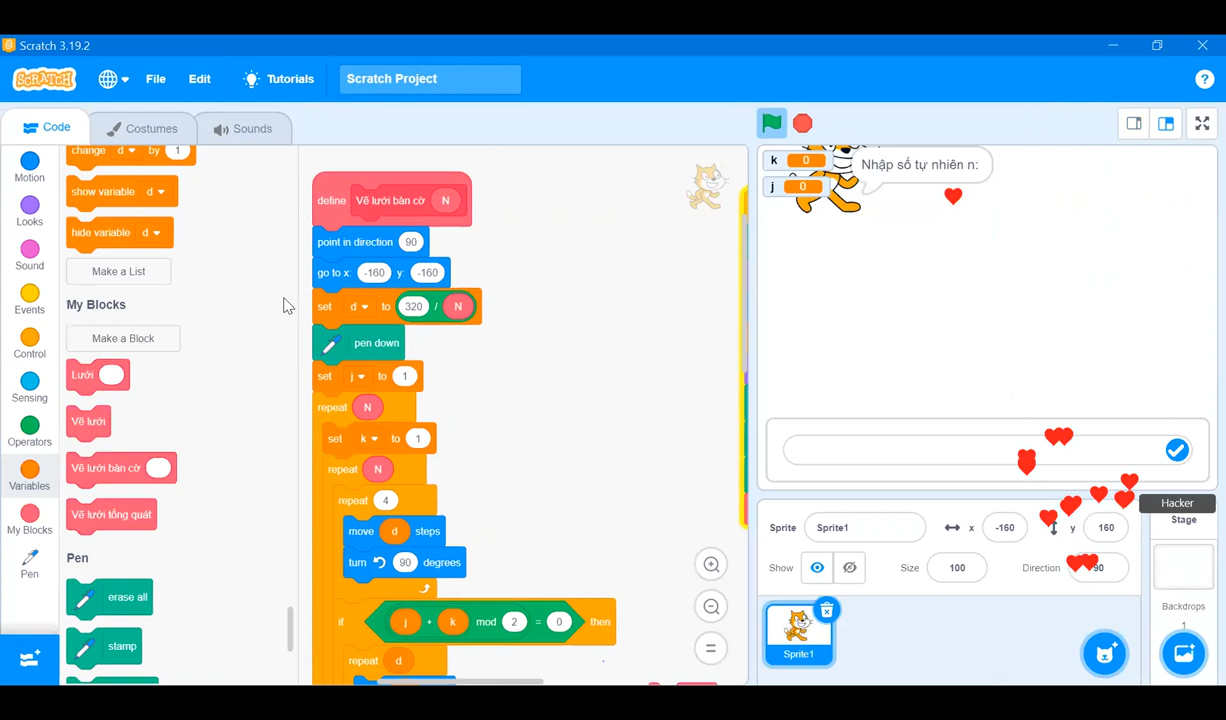 Scratch 3.19.2
SCRATCH File Edit Tutorials Scratch Project ?
Code Costumes Sounds
Motion
Looks
Sound
Events
Control
Sensing
Operators
Variables
My Blocks
Pen
change d by 1
show variable d
hide variable d
Make a List
My Blocks
Make a Block
Lưới
Vẽ lưới
Vẽ lưới bàn cờ
Vẽ lưới tổng quát
Pen
erase all
stamp
define Vẽ lưới bàn cờ N
point in direction 90
go to x: -160 y: -160
set d to 320 / N
pen down
set j to 1
repeat N
set k to 1
repeat N
repeat 4
move d steps
turn 90 degrees
if j + k mod 2 = 0 then
repeat d
k 0
j 0
Nhập số tự nhiên n:
Hacker
Sprite Sprite1 x -160 y 160
Show Size 100 Direction 90
Sprite1
Stage
Backdrops
1